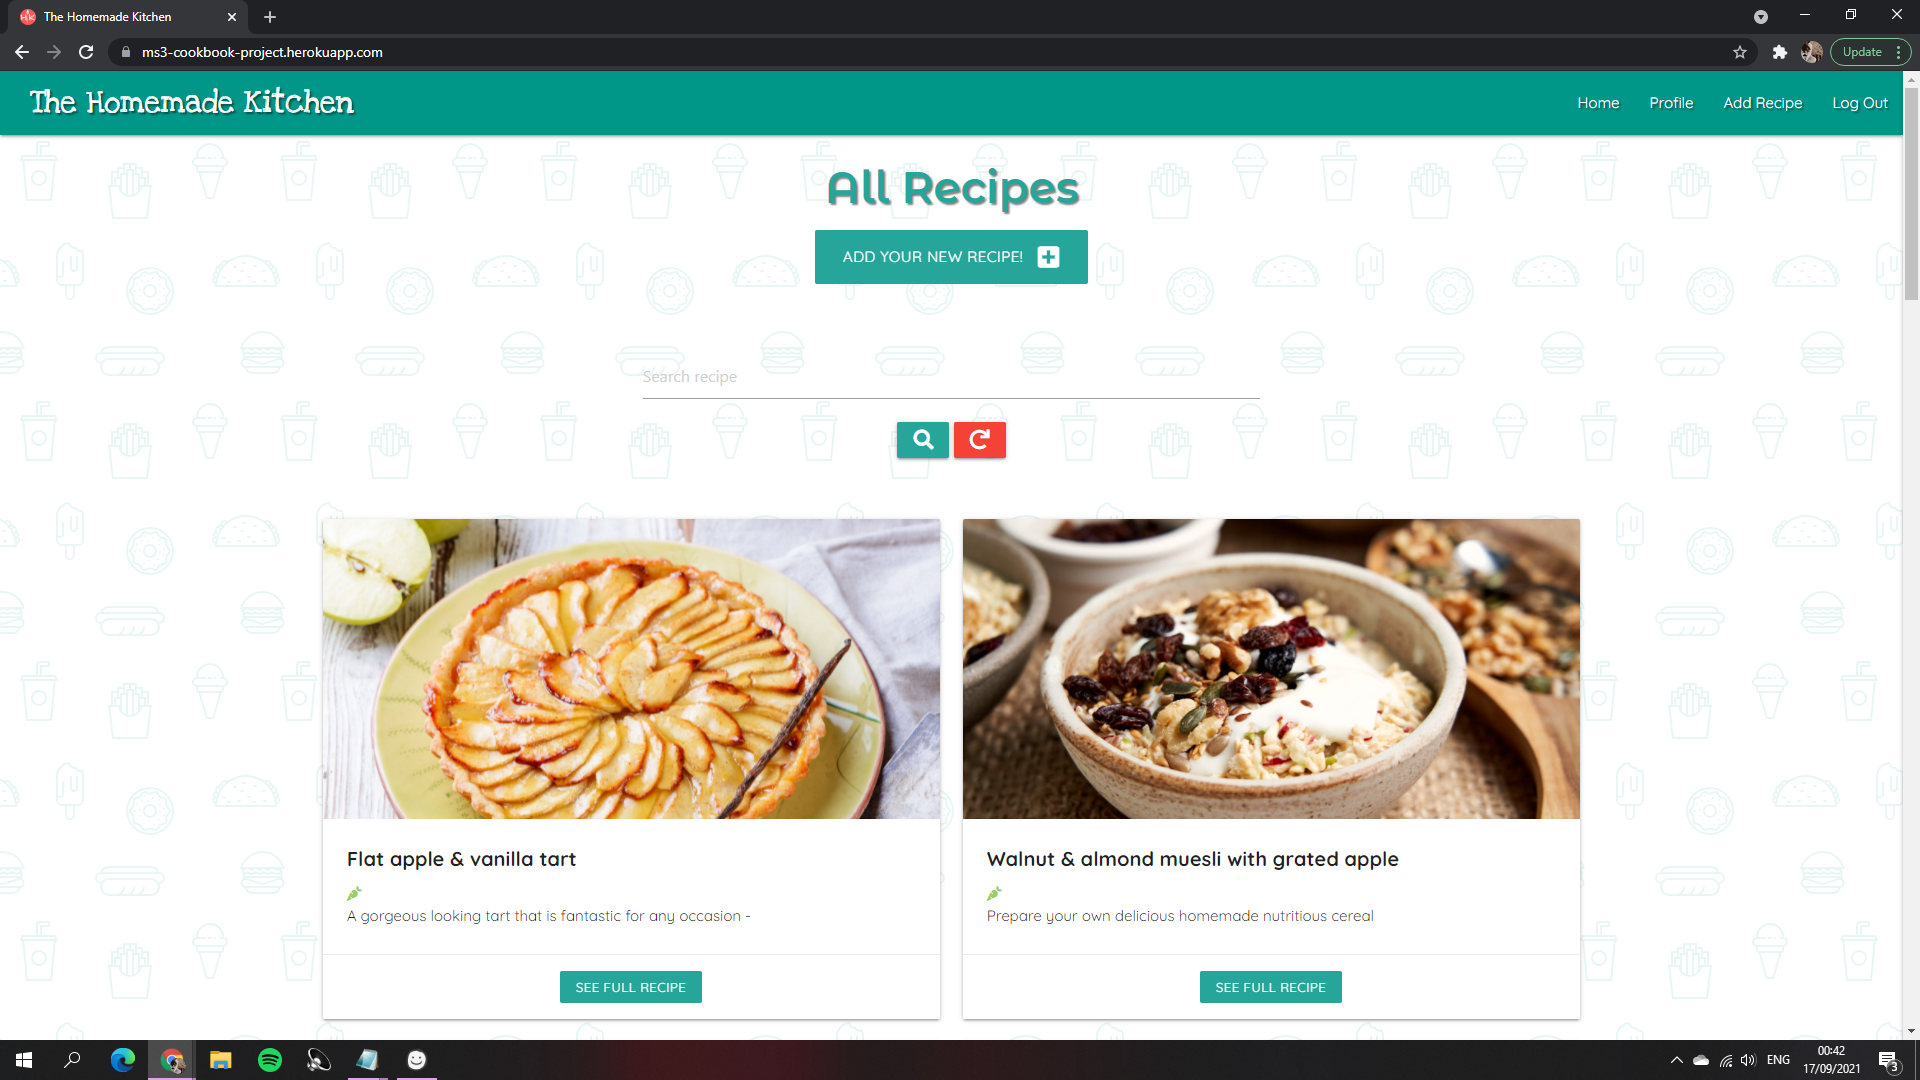 The Homemade Kitchen
ms3-cookbook-project.herokuapp.com
Update
The Homemade Kitchen
Home Profile Add Recipe Log Out
All Recipes
ADD YOUR NEW RECIPE!
Search recipe
Flat apple & vanilla tart
A gorgeous looking tart that is fantastic for any occasion -
SEE FULL RECIPE
Walnut & almond muesli with grated apple
Prepare your own delicious homemade nutritious cereal
SEE FULL RECIPE
ENG
00:42
17/09/2021
3